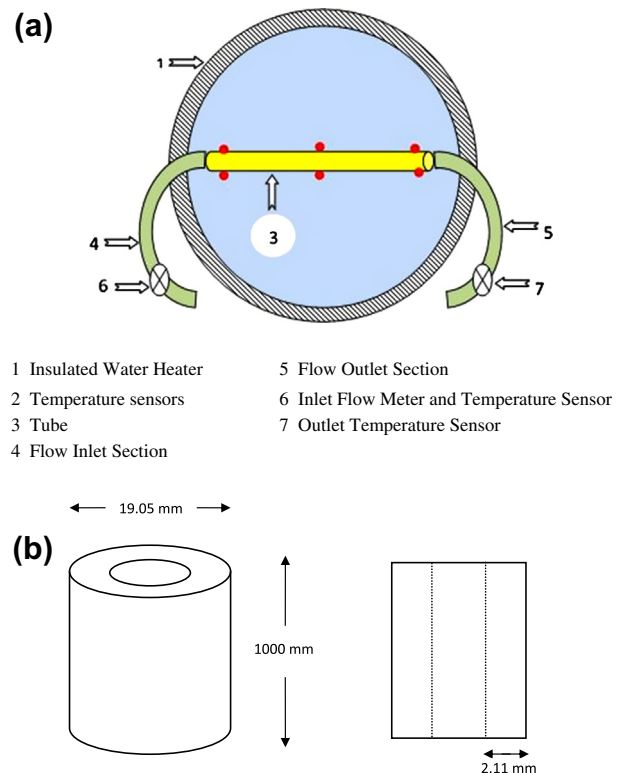 (a)
1
3
4
5
6
7
1 Insulated Water Heater
2 Temperature sensors
3 Tube
4 Flow Inlet Section
5 Flow Outlet Section
6 Inlet Flow Meter and Temperature Sensor
7 Outlet Temperature Sensor
19.05 mm
(b)
1000 mm
2.11 mm